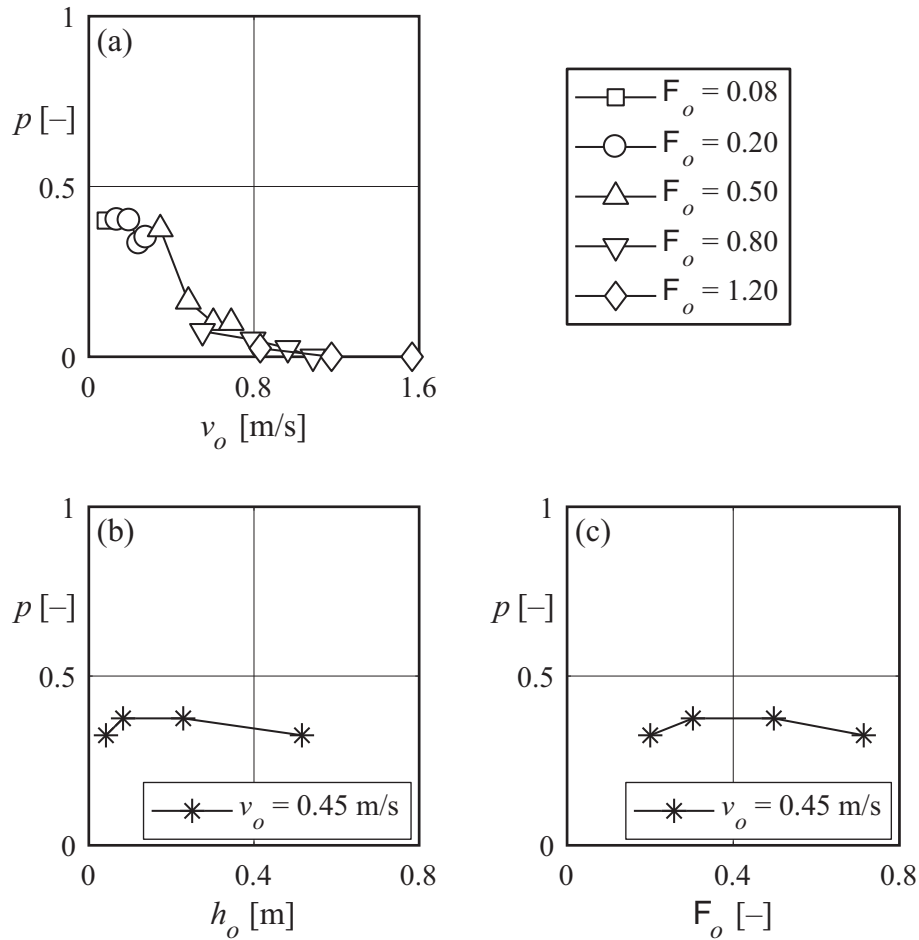 1
(a)
p [–]
0.5
0
0
0.8
1.6
v_o [m/s]
F_o = 0.08
F_o = 0.20
F_o = 0.50
F_o = 0.80
F_o = 1.20
1
(b)
p [–]
0.5
v_o = 0.45 m/s
0
0
0.4
0.8
h_o [m]
1
(c)
p [–]
0.5
v_o = 0.45 m/s
0
0
0.4
0.8
F_o [–]